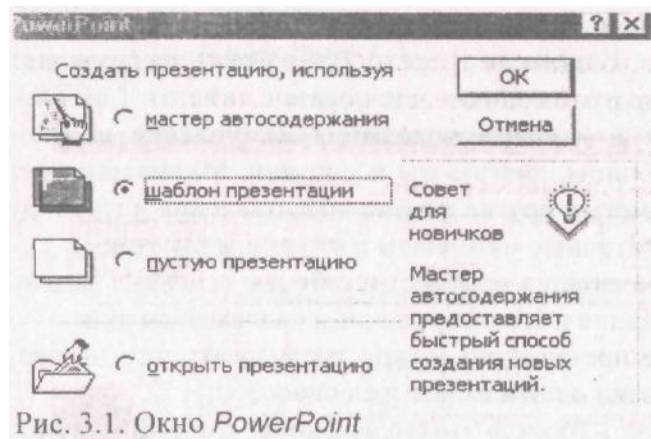 PowerPoint
Создать презентацию, используя
OK
мастер автосодержания
Отмена
шаблон презентации
Совет
для
новичков
пустую презентацию
Мастер
автосодержания
предоставляет
быстрый способ
создания новых
презентаций.
открыть презентацию
Рис. 3.1. Окно PowerPoint